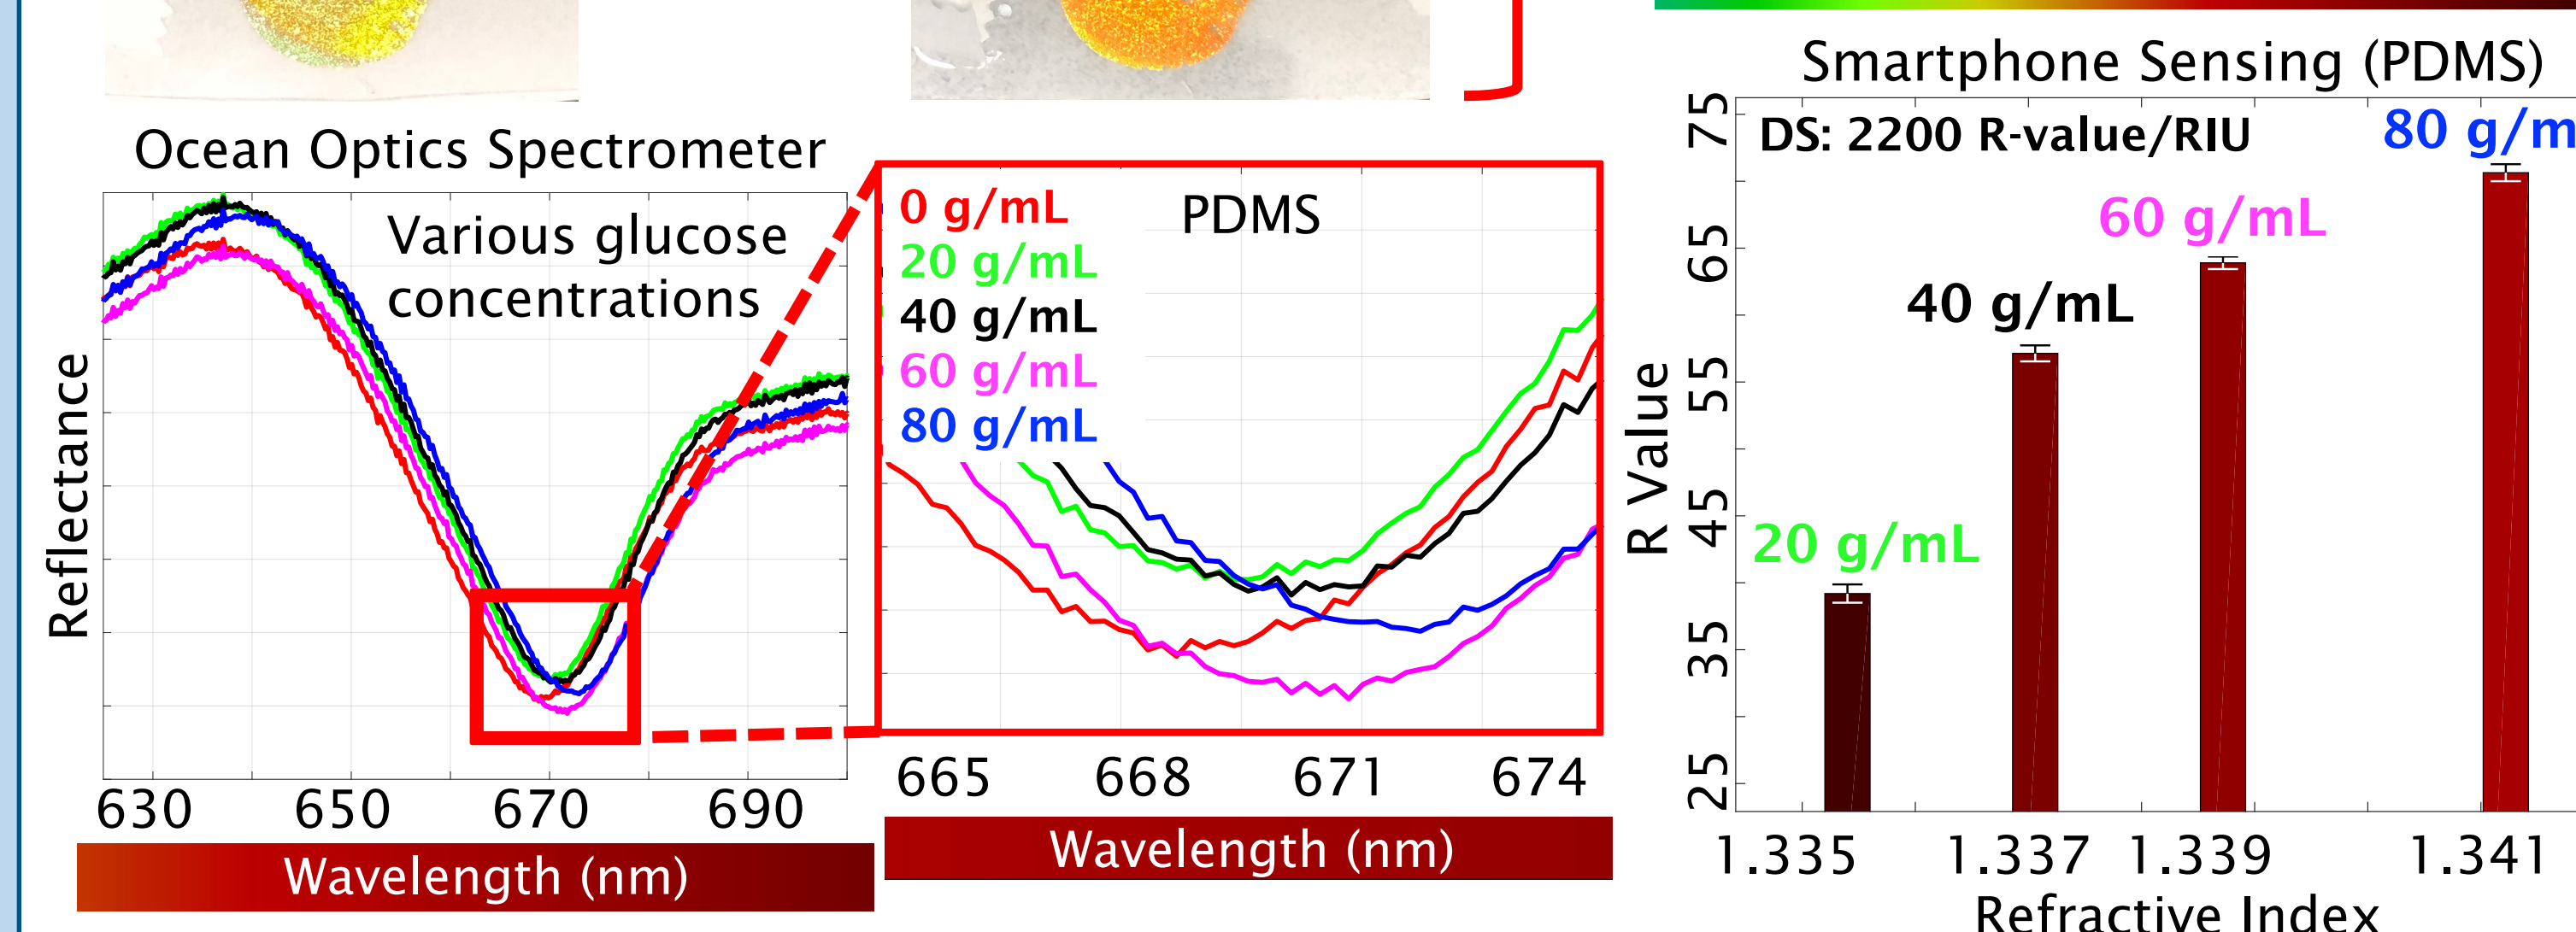 Ocean Optics Spectrometer
Various glucose
concentrations
Reflectance
630 650 670 690
Wavelength (nm)
PDMS
0 g/mL
20 g/mL
40 g/mL
60 g/mL
80 g/mL
665 668 671 674
Wavelength (nm)
Smartphone Sensing (PDMS)
DS: 2200 R-value/RIU
80 g/m
60 g/mL
40 g/mL
20 g/mL
R Value
75
65
55
45
35
25
1.335 1.337 1.339 1.341
Refractive Index